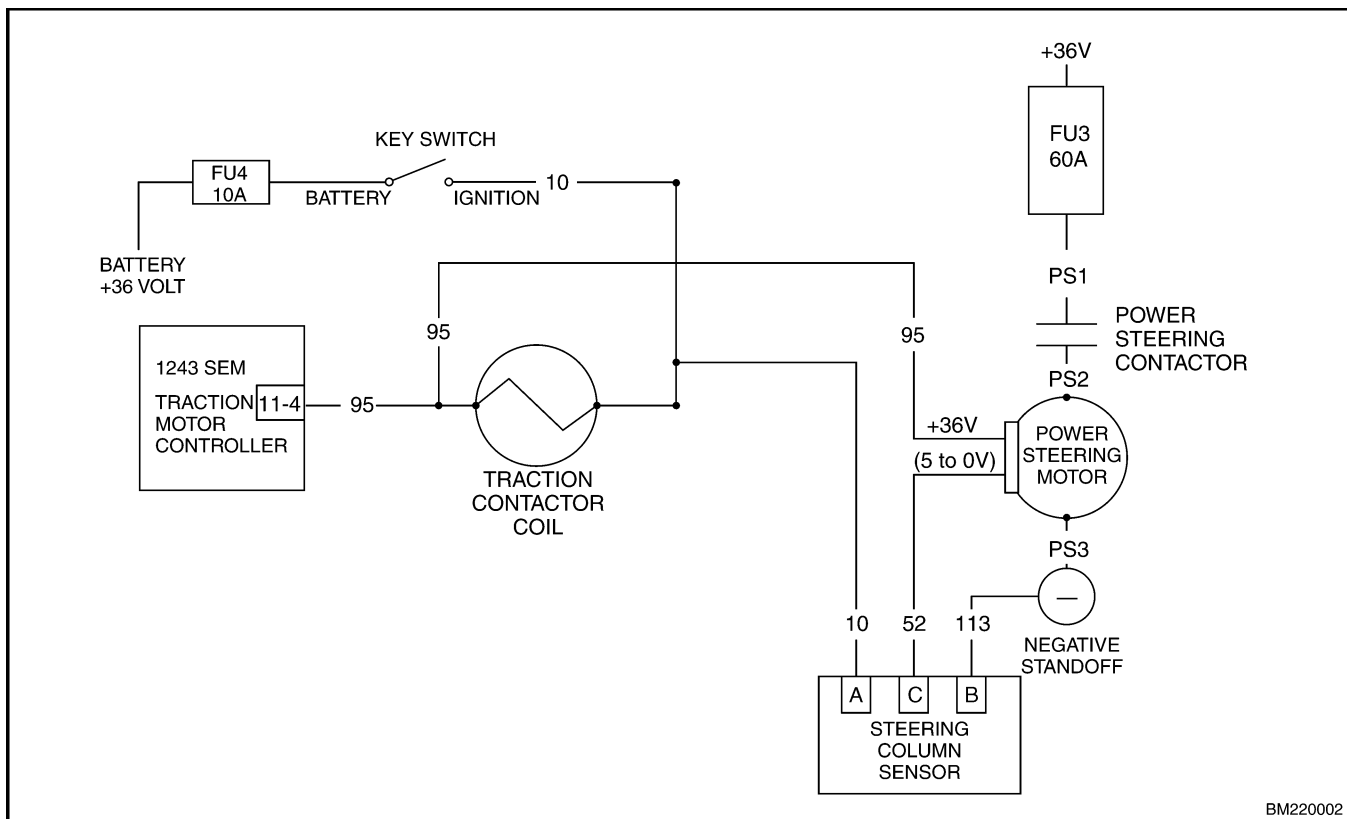 +36V
FU3
60A
KEY SWITCH
FU4
10A
BATTERY
IGNITION
10
BATTERY
+36 VOLT
PS1
POWER
STEERING
CONTACTOR
95
95
1243 SEM
TRACTION
MOTOR
CONTROLLER
11-4
95
PS2
+36V
(5 to 0V)
POWER
STEERING
MOTOR
TRACTION
CONTACTOR
COIL
PS3
—
NEGATIVE
STANDOFF
10
52
113
A
C
B
STEERING
COLUMN
SENSOR
BM220002